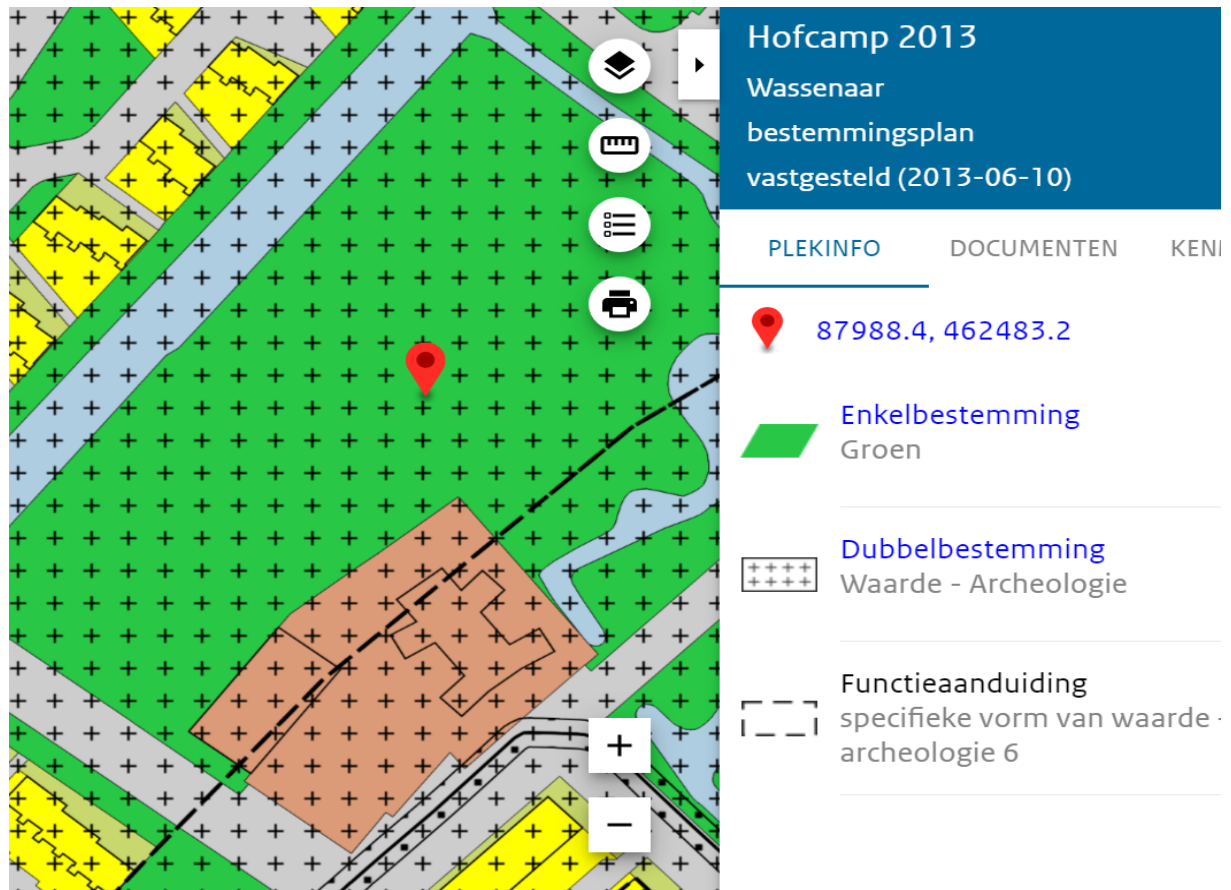 Hofcamp 2013
Wassenaar
bestemmingsplan
vastgesteld (2013-06-10)
PLEKINFO DOCUMENTEN
87988.4, 462483.2
Enkelbestemming
Groen
Dubbelbestemming
Waarde - Archeologie
Functieaanduiding
specifieke vorm van waarde -
archeologie 6